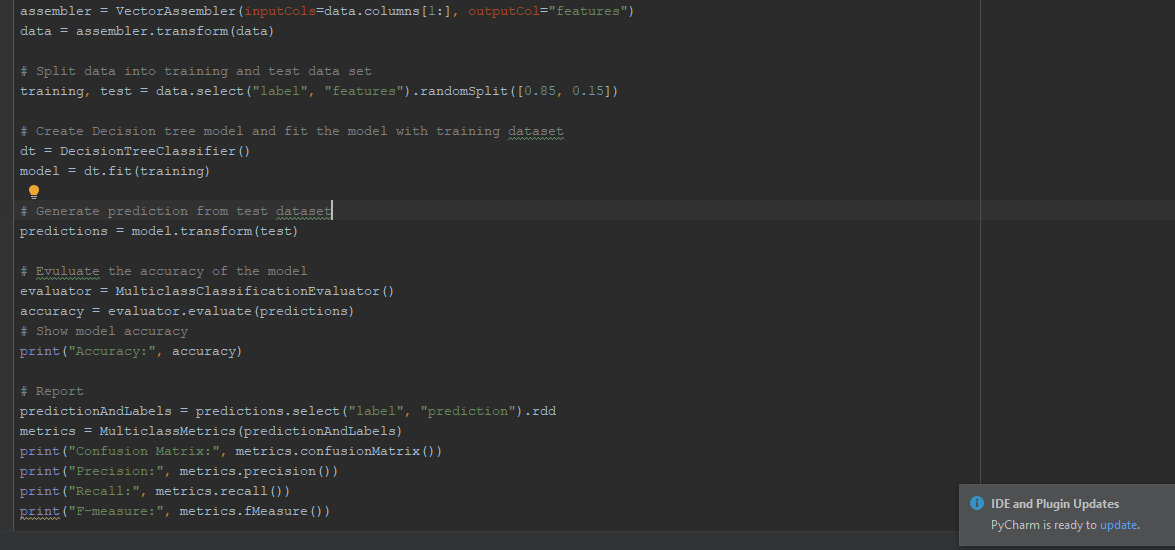 assembler = VectorAssembler(inputCols=data.columns[1:], outputCol="features")
data = assembler.transform(data)
# Split data into training and test data set
training, test = data.select("label", "features").randomSplit([0.85, 0.15])
# Create Decision tree model and fit the model with training dataset
dt = DecisionTreeClassifier()
model = dt.fit(training)
# Generate prediction from test dataset
predictions = model.transform(test)
# Evuluate the accuracy of the model
evaluator = MulticlassClassificationEvaluator()
accuracy = evaluator.evaluate(predictions)
# Show model accuracy
print("Accuracy:", accuracy)
# Report
predictionAndLabels = predictions.select("label", "prediction").rdd
metrics = MulticlassMetrics(predictionAndLabels)
print("Confusion Matrix:", metrics.confusionMatrix())
print("Precision:", metrics.precision())
print("Recall:", metrics.recall())
print("F-measure:", metrics.fMeasure())
IDE and Plugin Updates
PyCharm is ready to update.